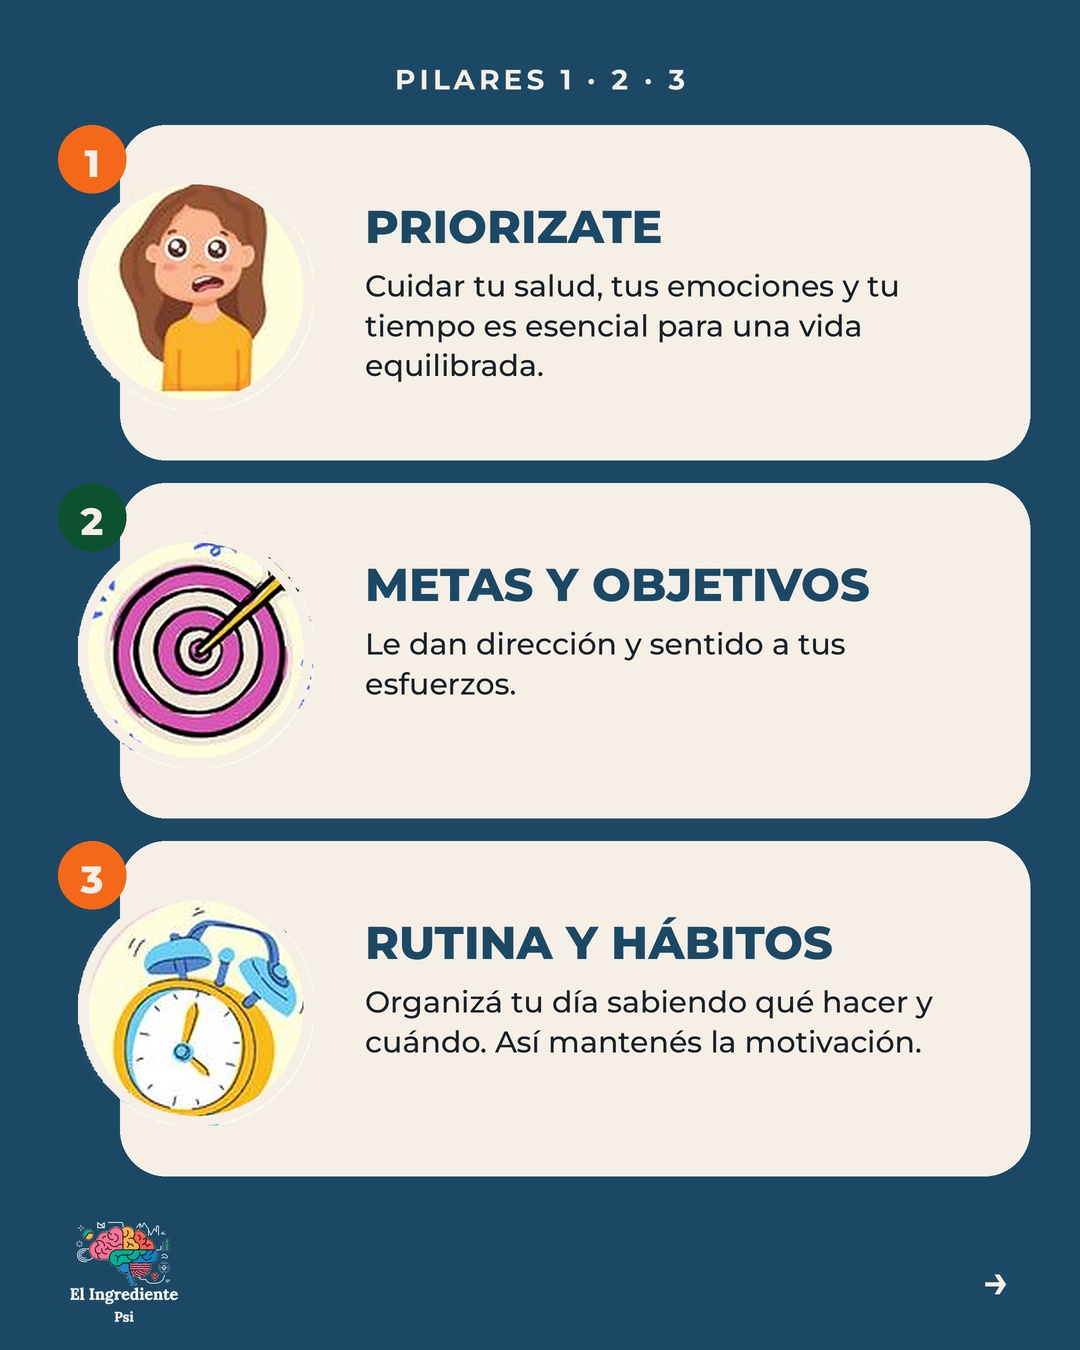 PILARES 1 · 2 · 3
1
PRIORIZATE
Cuidar tu salud, tus emociones y tu
tiempo es esencial para una vida
equilibrada.
2
METAS Y OBJETIVOS
Le dan dirección y sentido a tus
esfuerzos.
3
RUTINA Y HÁBITOS
Organizá tu día sabiendo qué hacer y
cuándo. Así mantenés la motivación.
El Ingrediente
Psi